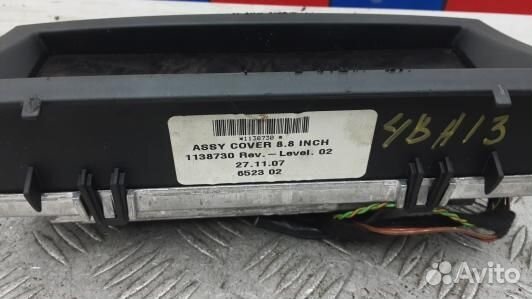 *1138730 *
ASSY COVER 8.8 INCH
1138730 Rev.-Level. 02
27.11.07
6523 02
4BH13
Avito